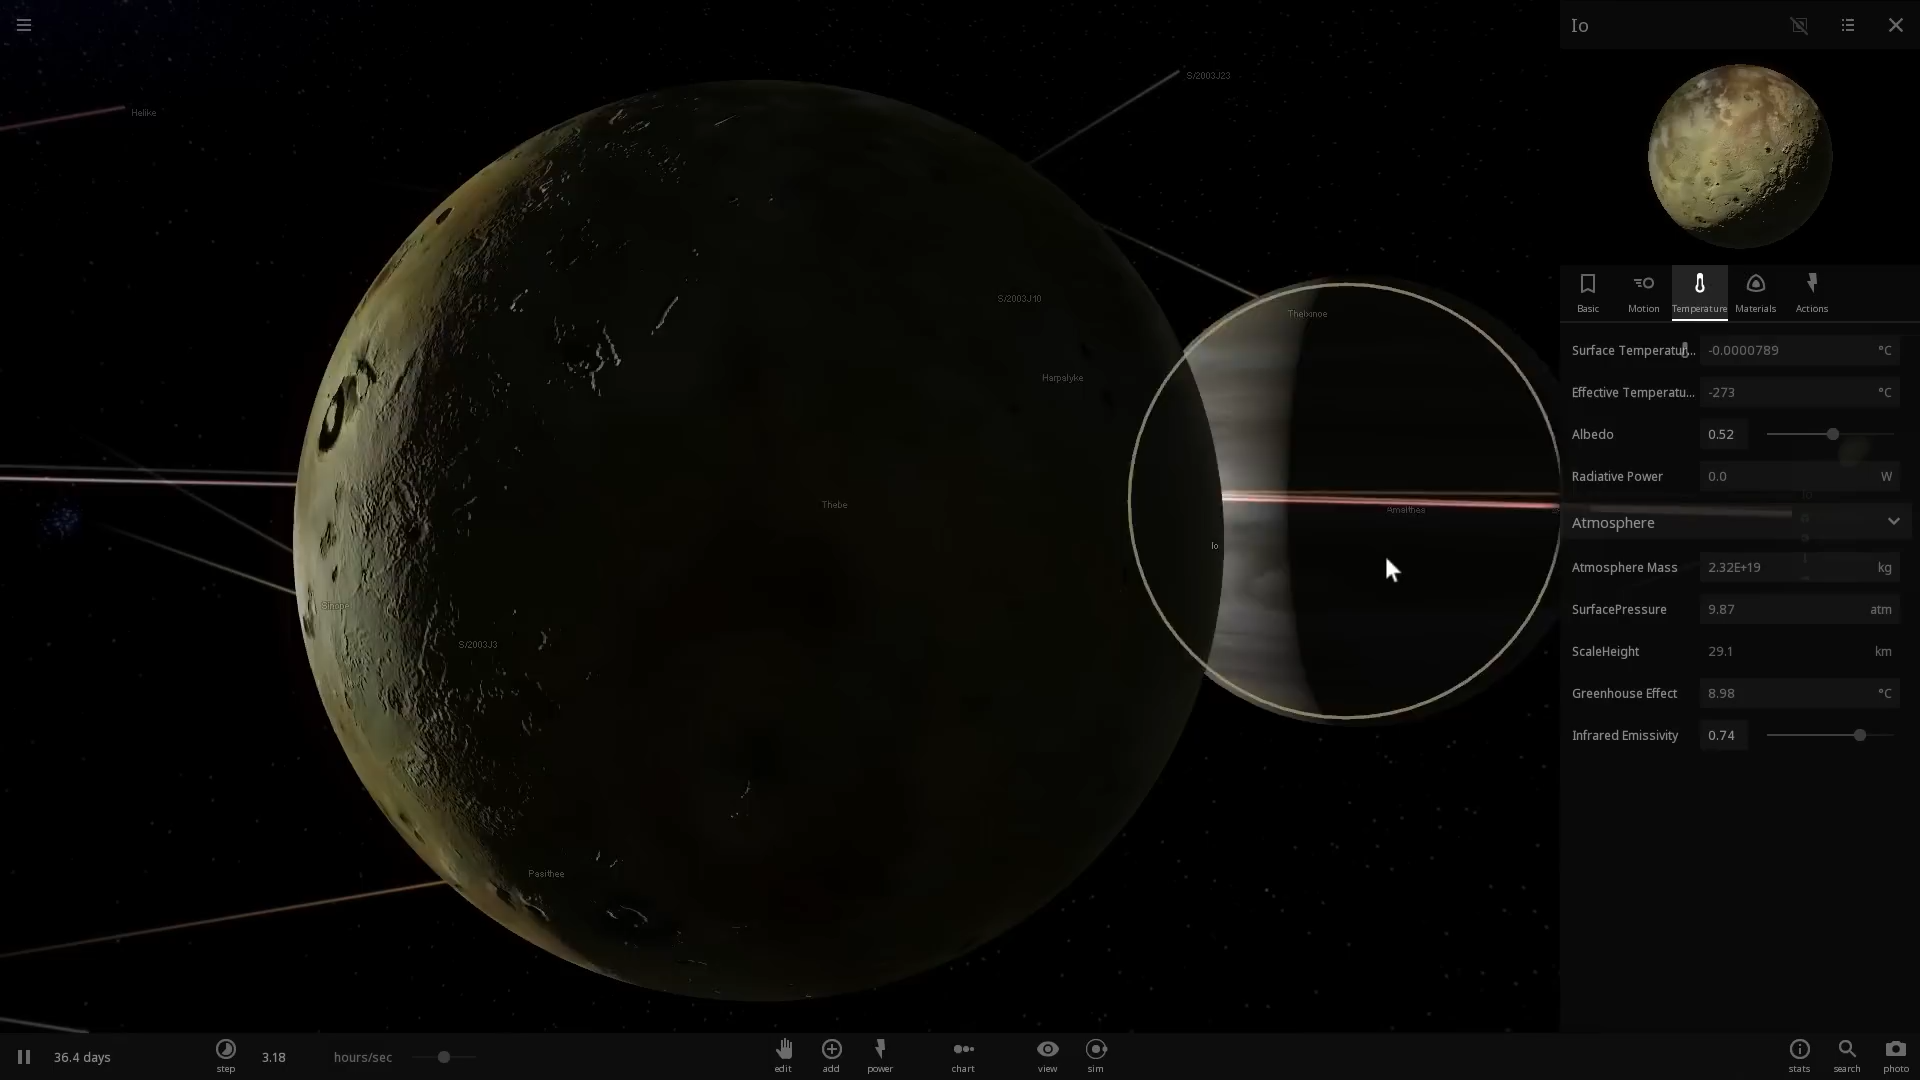 Io
S/2003J23
Helike
S/2003J10
Thelxinoe
Basic
Motion
Temperature
Materials
Actions
Surface Temperatur... -0.0000789 °C
Harpalyke
Effective Temperatu... -273 °C
Albedo 0.52
Radiative Power 0.0 W
Thebe
Amalthea
Atmosphere
Io
Atmosphere Mass 2.32E+19 kg
Sinope
SurfacePressure 9.87 atm
S/2003J3
ScaleHeight 29.1 km
Greenhouse Effect 8.98 °C
Infrared Emissivity 0.74
Pasithee
36.4 days
step
3.18 hours/sec
edit
add
power
chart
view
sim
stats
search
photo